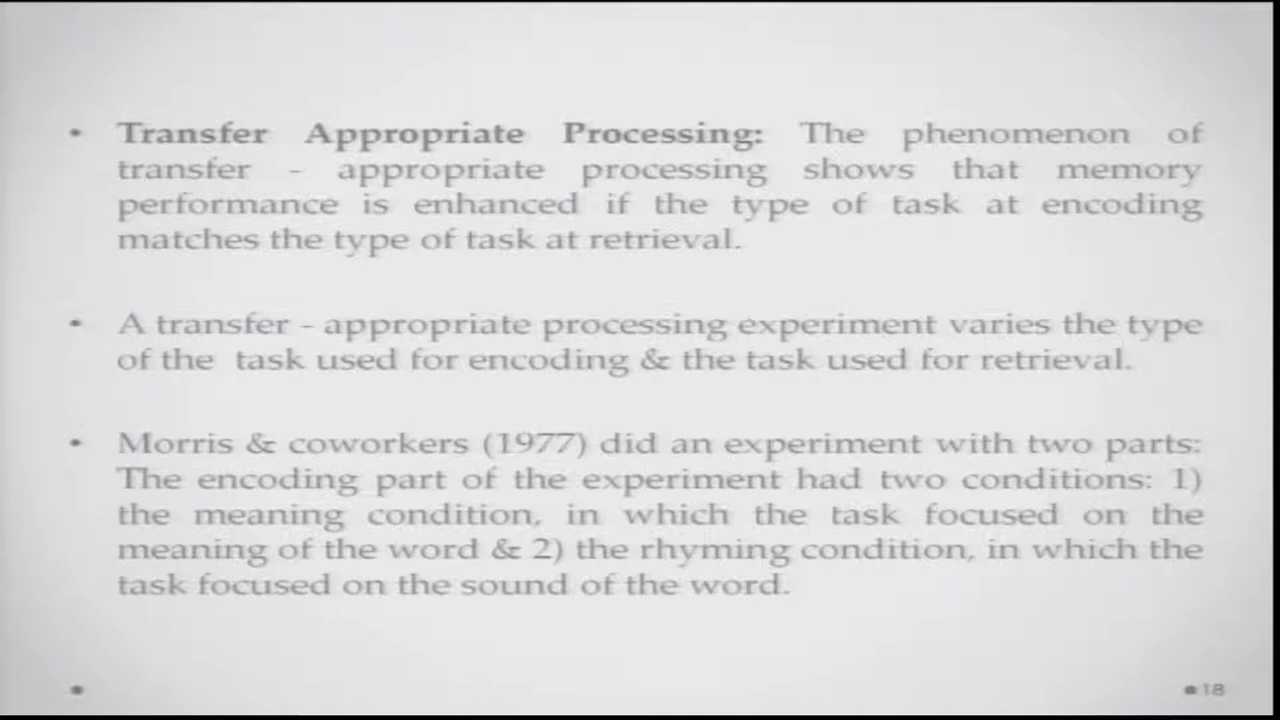 • Transfer Appropriate Processing: The phenomenon of
transfer - appropriate processing shows that memory
performance is enhanced if the type of task at encoding
matches the type of task at retrieval.
• A transfer - appropriate processing experiment varies the type
of the task used for encoding & the task used for retrieval.
• Morris & coworkers (1977) did an experiment with two parts:
The encoding part of the experiment had two conditions: 1)
the meaning condition, in which the task focused on the
meaning of the word & 2) the rhyming condition, in which the
task focused on the sound of the word.
• 18